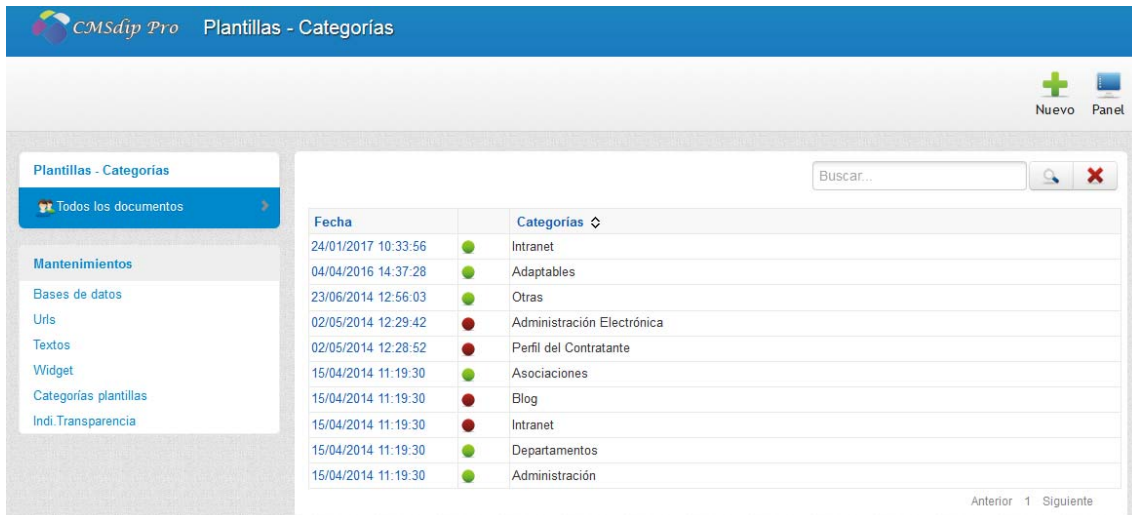 CMSdip Pro Plantillas - Categorías
Nuevo Panel
Plantillas - Categorías
Todos los documentos
Mantenimientos
Bases de datos
Urls
Textos
Widget
Categorías plantillas
Indi.Transparencia
Buscar...
Fecha Categorías
24/01/2017 10:33:56 Intranet
04/04/2016 14:37:28 Adaptables
23/06/2014 12:56:03 Otras
02/05/2014 12:29:42 Administración Electrónica
02/05/2014 12:28:52 Perfil del Contratante
15/04/2014 11:19:30 Asociaciones
15/04/2014 11:19:30 Blog
15/04/2014 11:19:30 Intranet
15/04/2014 11:19:30 Departamentos
15/04/2014 11:19:30 Administración
Anterior 1 Siguiente